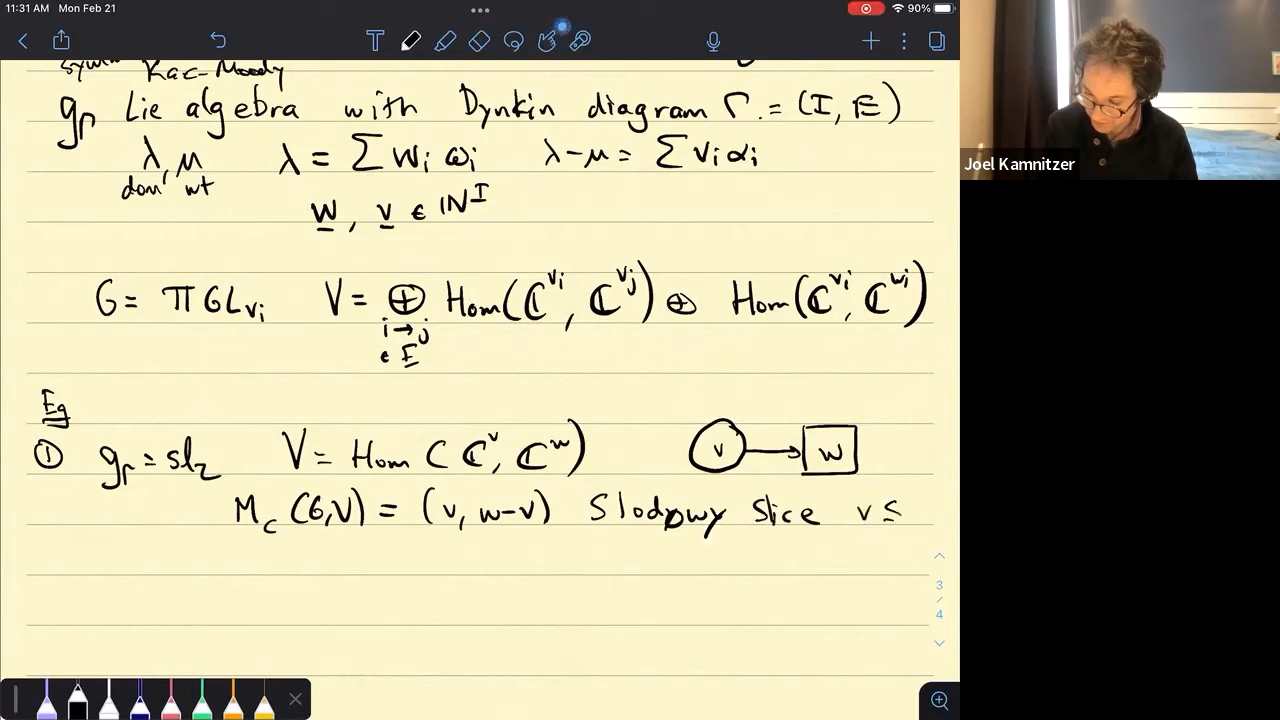 11:31 AM Mon Feb 21
90%
Joel Kamnitzer
Kac-Moody
g_Γ Lie algebra with Dynkin diagram Γ. = (I, E)
λ, μ λ = Σ w_i ω_i λ-μ = Σ v_i α_i
dom' wt
w, v ∈ ℕ^I
G = π GL_{v_i} V = ⊕ Hom(ℂ^{v_i}, ℂ^{v_j}) ⊕ Hom(ℂ^{v_i}, ℂ^{w_i})
i → j
∈ E
Eg
① g_Γ = sl_2 V = Hom(ℂ^v, ℂ^w) v → w
M_c(G,V) = (v, w-v) Slodowy Slice v ≤
3
/
4